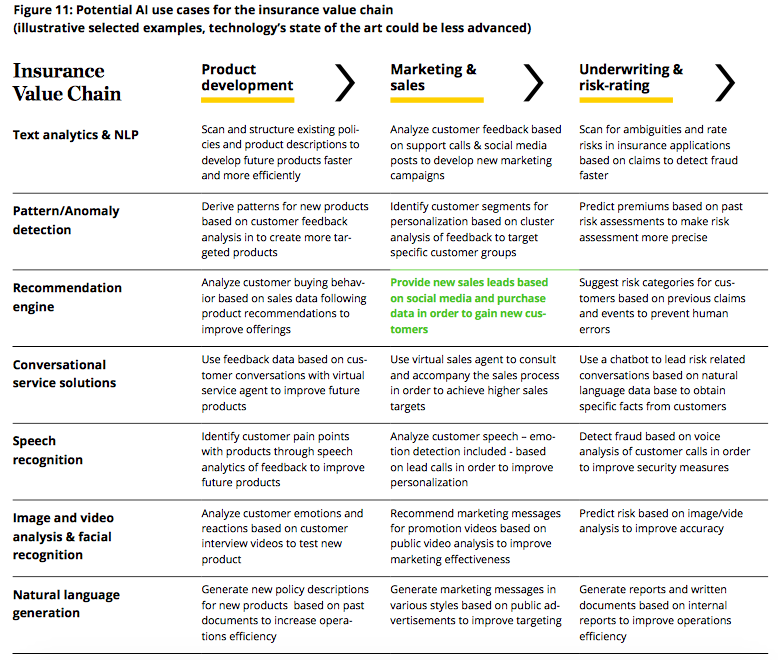 Figure 11: Potential AI use cases for the insurance value chain
(illustrative selected examples, technology's state of the art could be less advanced)
Insurance
Value Chain
Product
development
Marketing &
sales
Underwriting &
risk-rating
Text analytics & NLP
Scan and structure existing poli-
cies and product descriptions to
develop future products faster
and more efficiently
Analyze customer feedback based
on support calls & social media
posts to develop new marketing
campaigns
Scan for ambiguities and rate
risks in insurance applications
based on claims to detect fraud
faster
Pattern/Anomaly
detection
Derive patterns for new products
based on customer feedback
analysis in to create more tar-
geted products
Identify customer segments for
personalization based on cluster
analysis of feedback to target
specific customer groups
Predict premiums based on past
risk assessments to make risk
assessment more precise
Recommendation
engine
Analyze customer buying behav-
ior based on sales data following
product recommendations to
improve offerings
Provide new sales leads based
on social media and purchase
data in order to gain new cus-
tomers
Suggest risk categories for cus-
tomers based on previous claims
and events to prevent human
errors
Conversational
service solutions
Use feedback data based on cus-
tomer conversations with virtual
service agent to improve future
products
Use virtual sales agent to consult
and accompany the sales process
in order to achieve higher sales
targets
Use a chatbot to lead risk related
conversations based on natural
language data base to obtain
specific facts from customers
Speech
recognition
Identify customer pain points
with products through speech
analytics of feedback to improve
future products
Analyze customer speech – emo-
tion detection included - based
on lead calls in order to improve
personalization
Detect fraud based on voice
analysis of customer calls in order
to improve security measures
Image and video
analysis & facial
recognition
Analyze customer emotions and
reactions based on customer
interview videos to test new
product
Recommend marketing messages
for promotion videos based on
public video analysis to improve
marketing effectiveness
Predict risk based on image/vide
analysis to improve accuracy
Natural language
generation
Generate new policy descriptions
for new products based on past
documents to increase opera-
tions efficiency
Generate marketing messages in
various styles based on public ad-
vertisements to improve targeting
Generate reports and written
documents based on internal
reports to improve operations
efficiency